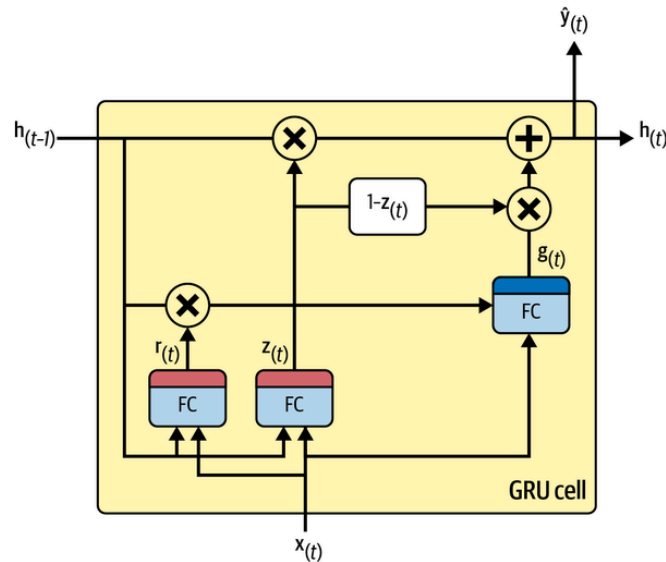 ŷ(t)
h(t–1)
h(t)
1–z(t)
g(t)
FC
r(t)
z(t)
FC
FC
GRU cell
x(t)